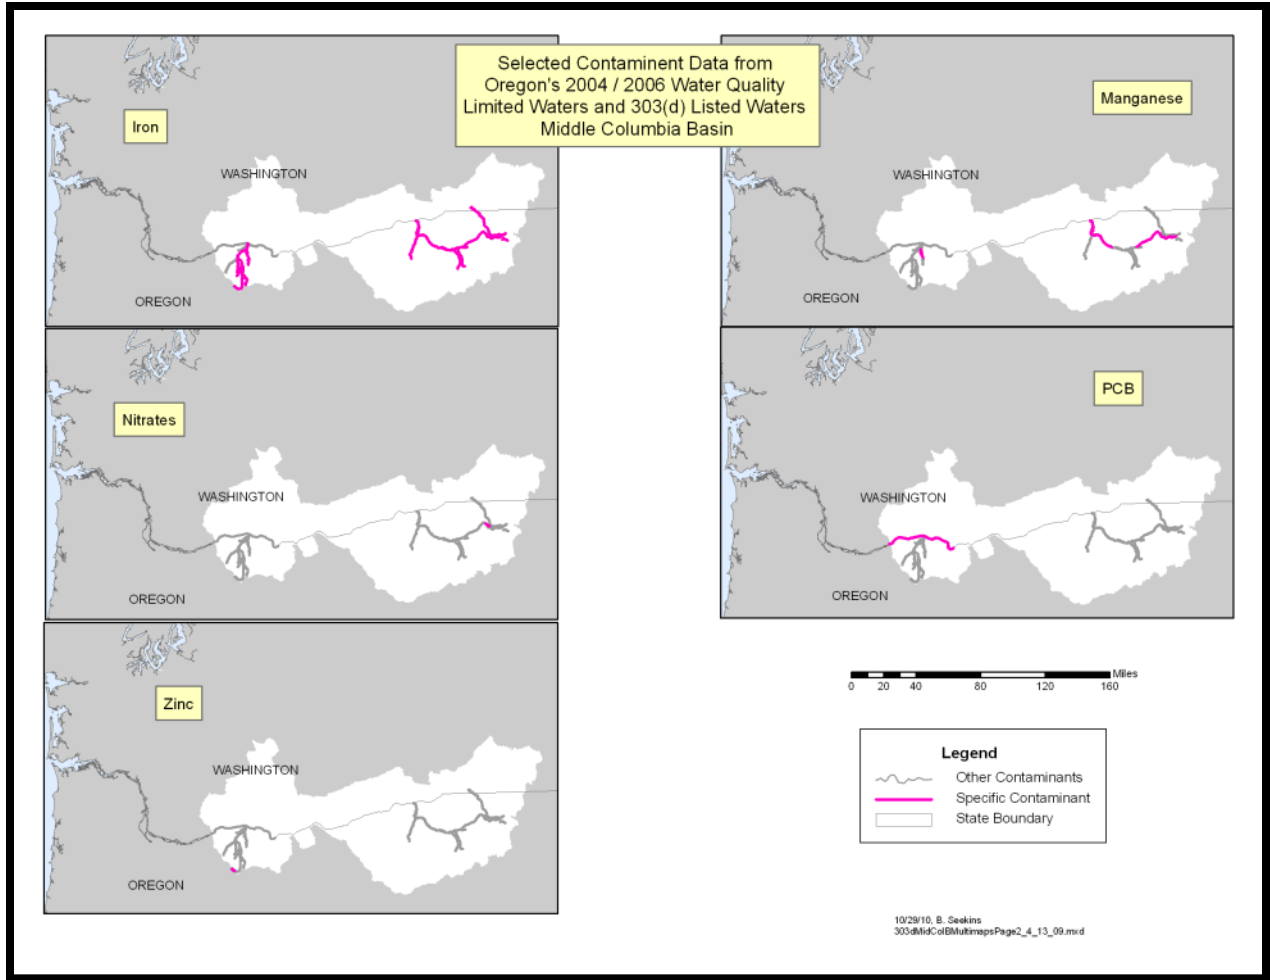 Selected Contaminent Data from
Oregon's 2004 / 2006 Water Quality
Limited Waters and 303(d) Listed Waters
Middle Columbia Basin
Iron
WASHINGTON
OREGON
Manganese
WASHINGTON
OREGON
Nitrates
WASHINGTON
OREGON
PCB
WASHINGTON
OREGON
Zinc
WASHINGTON
OREGON
Miles
0 20 40 80 120 160
Legend
Other Contaminants
Specific Contaminant
State Boundary
10/29/10, B. Seekins
303dMidColBMultimapsPage2_4_13_09.mxd